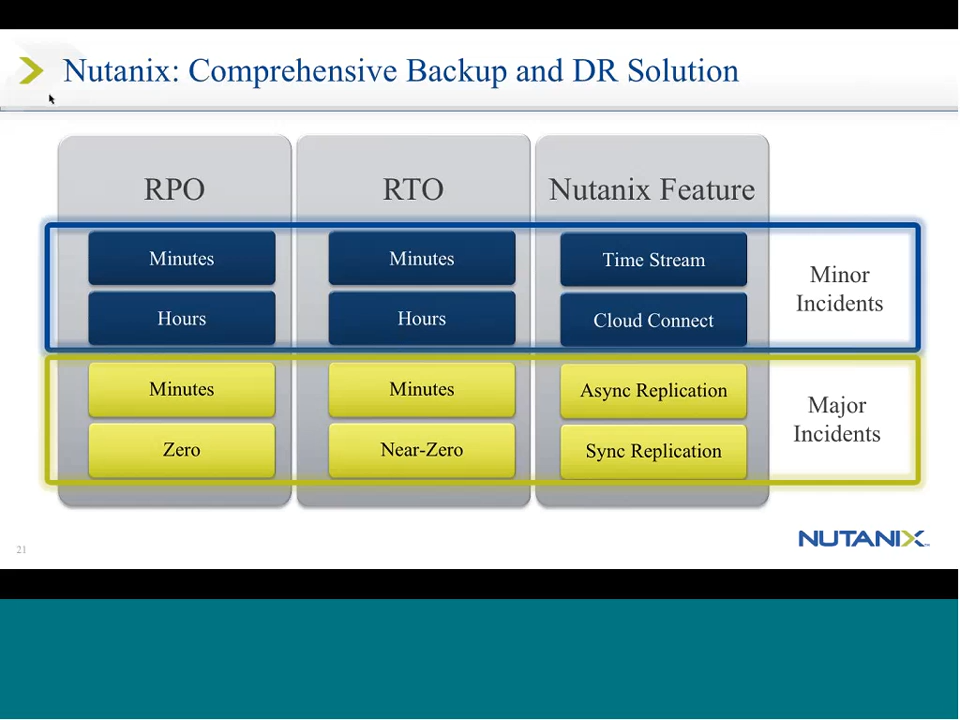 Nutanix: Comprehensive Backup and DR Solution
RPO RTO Nutanix Feature
Minutes Minutes Time Stream
Hours Hours Cloud Connect
Minor
Incidents
Minutes Minutes Async Replication
Zero Near-Zero Sync Replication
Major
Incidents
21
NUTANIX